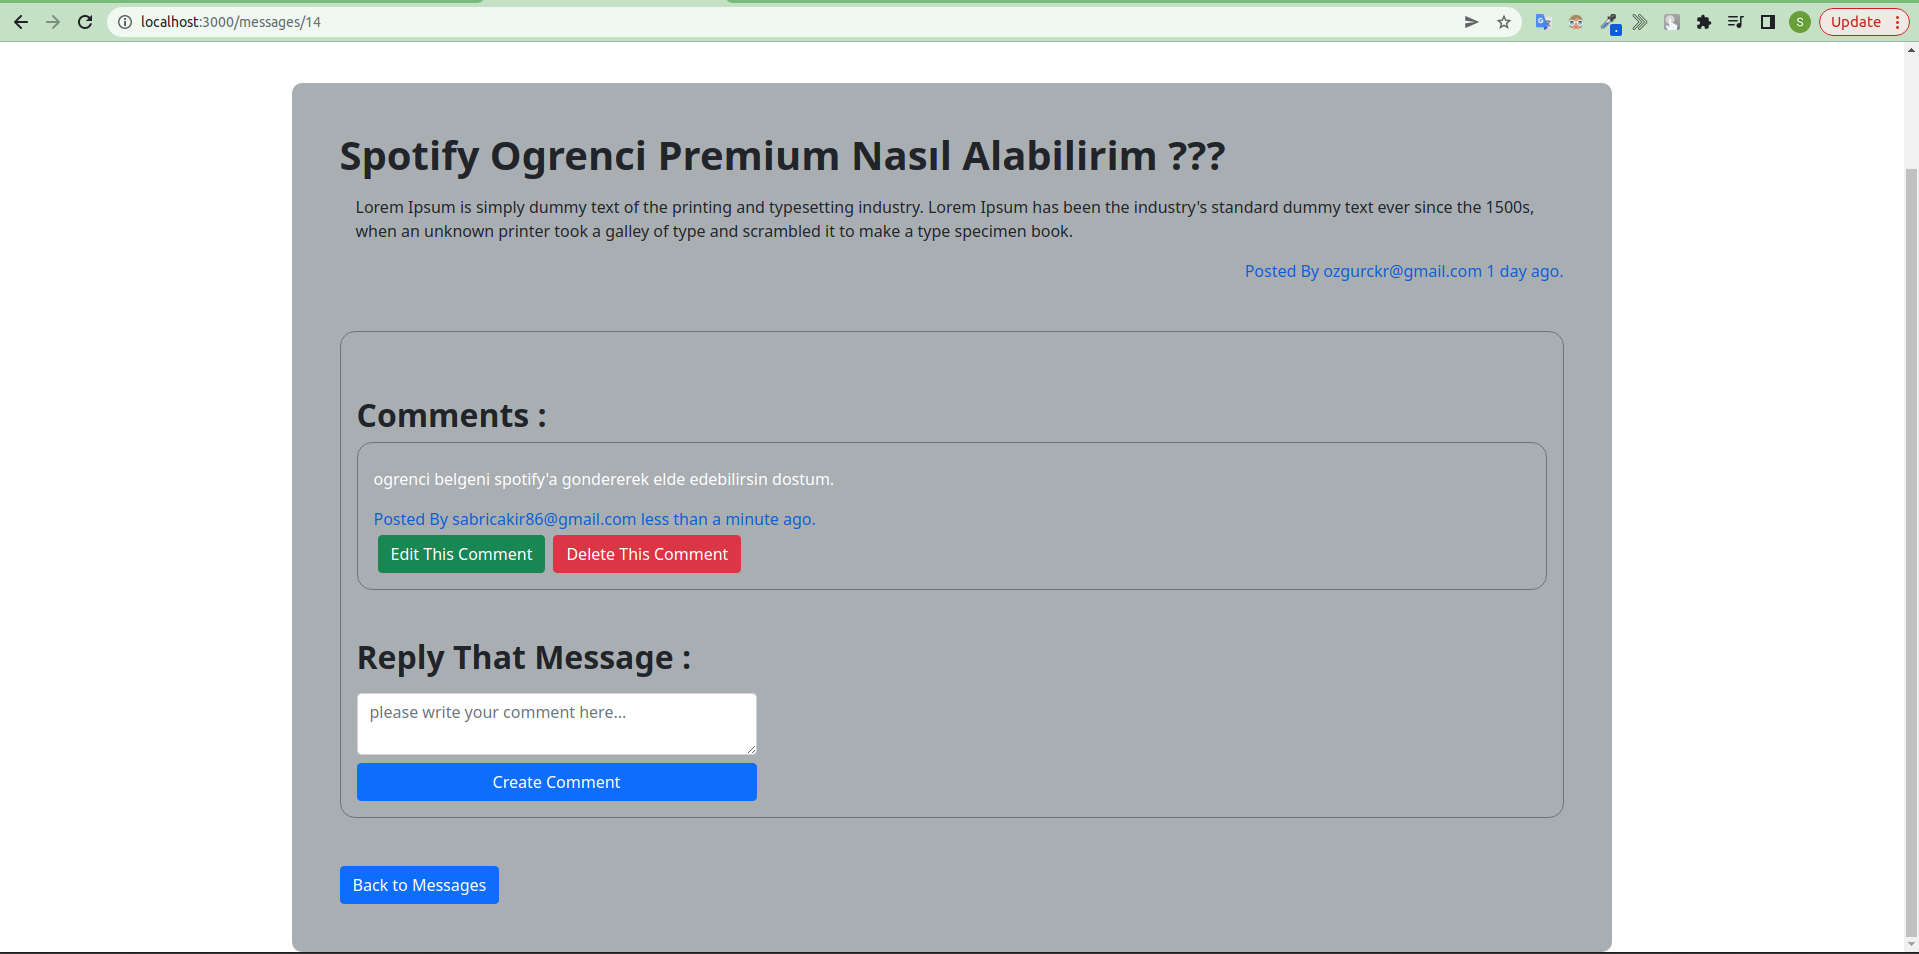 localhost:3000/messages/14
S
Update
Spotify Ogrenci Premium Nasıl Alabilirim ???
Lorem Ipsum is simply dummy text of the printing and typesetting industry. Lorem Ipsum has been the industry's standard dummy text ever since the 1500s,
when an unknown printer took a galley of type and scrambled it to make a type specimen book.
Posted By ozgurckr@gmail.com 1 day ago.
Comments :
ogrenci belgeni spotify'a gondererek elde edebilirsin dostum.
Posted By sabricakir86@gmail.com less than a minute ago.
Edit This Comment
Delete This Comment
Reply That Message :
please write your comment here...
Create Comment
Back to Messages